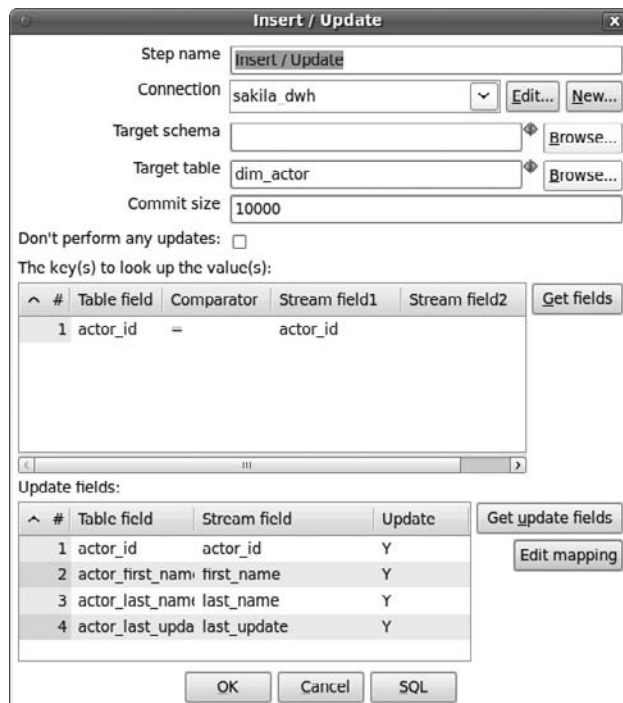 Insert / Update
Step name Insert / Update
Connection sakila_dwh Edit... New...
Target schema Browse...
Target table dim_actor Browse...
Commit size 10000
Don't perform any updates:
The key(s) to look up the value(s):
# Table field Comparator Stream field1 Stream field2 Get fields
1 actor_id = actor_id
Update fields:
# Table field Stream field Update Get update fields
1 actor_id actor_id Y Edit mapping
2 actor_first_nam first_name Y
3 actor_last_name last_name Y
4 actor_last_upda last_update Y
OK Cancel SQL